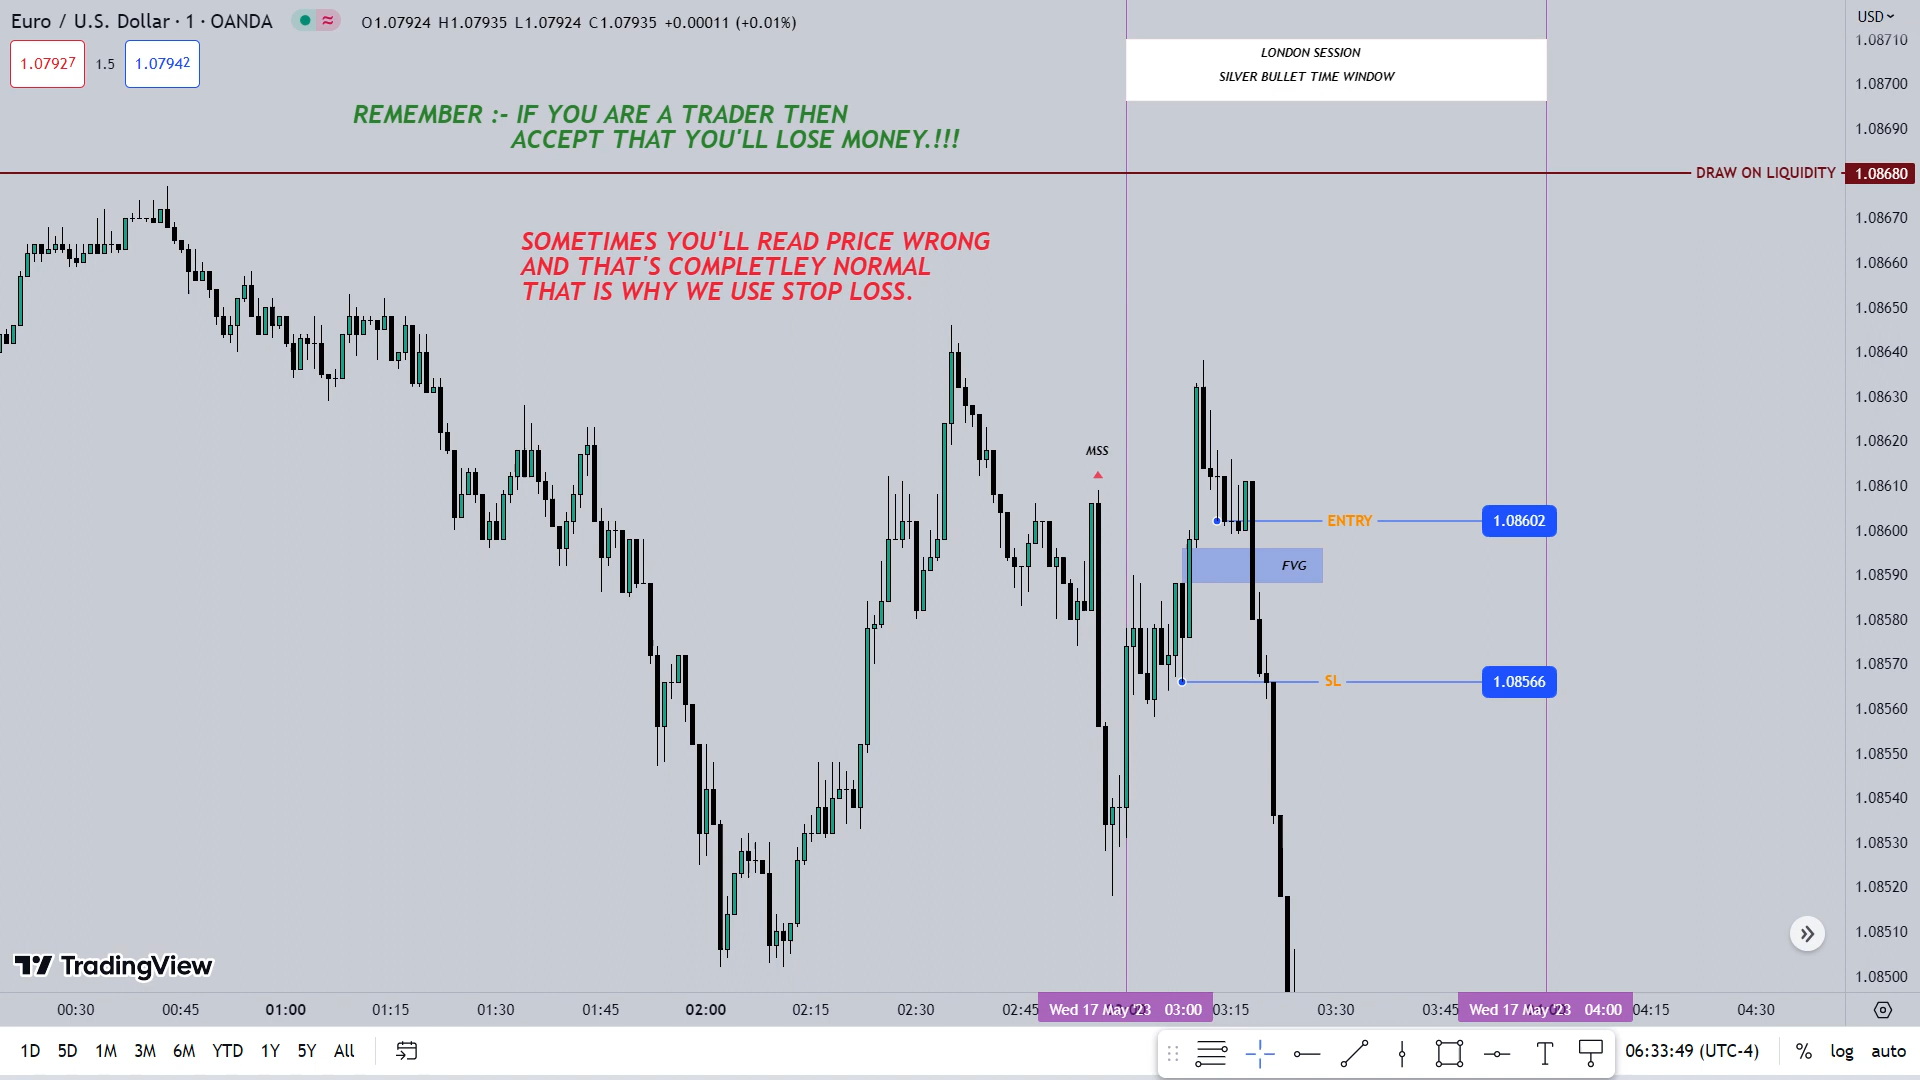 Euro / U.S. Dollar · 1 · OANDA O1.07924 H1.07935 L1.07924 C1.07935 +0.00011 (+0.01%)
USD
1.08710
LONDON SESSION
SILVER BULLET TIME WINDOW
1.07927 1.5 1.07942
1.08700
REMEMBER :- IF YOU ARE A TRADER THEN
ACCEPT THAT YOU'LL LOSE MONEY.!!!
1.08690
DRAW ON LIQUIDITY 1.08680
1.08670
SOMETIMES YOU'LL READ PRICE WRONG
AND THAT'S COMPLETLEY NORMAL
THAT IS WHY WE USE STOP LOSS.
1.08660
1.08650
1.08640
1.08630
1.08620
MSS
1.08610
ENTRY 1.08602
1.08600
FVG
1.08590
1.08580
1.08570
SL 1.08566
1.08560
1.08550
1.08540
1.08530
1.08520
1.08510
TradingView
1.08500
00:30 00:45 01:00 01:15 01:30 01:45 02:00 02:15 02:30 02:45 Wed 17 May '23 03:00 03:15 03:30 03:45 Wed 17 May '23 04:00 04:15 04:30
1D 5D 1M 3M 6M YTD 1Y 5Y All 06:33:49 (UTC-4) % log auto